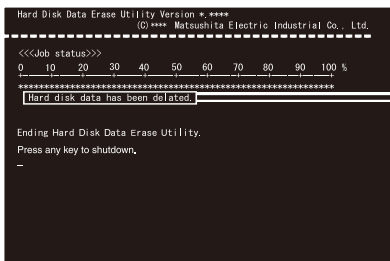 Hard Disk Data Erase Utility Version *.****
(C)**** Matsushita Electric Industrial Co., Ltd.
<<<Job status>>>
0 10 20 30 40 50 60 70 80 90 100 %
+-----+-----+-----+-----+-----+-----+-----+-----+-----+-----+
************************************************************
Hard disk data has been delated.
Ending Hard Disk Data Erase Utility.
Press any key to shutdown.
_